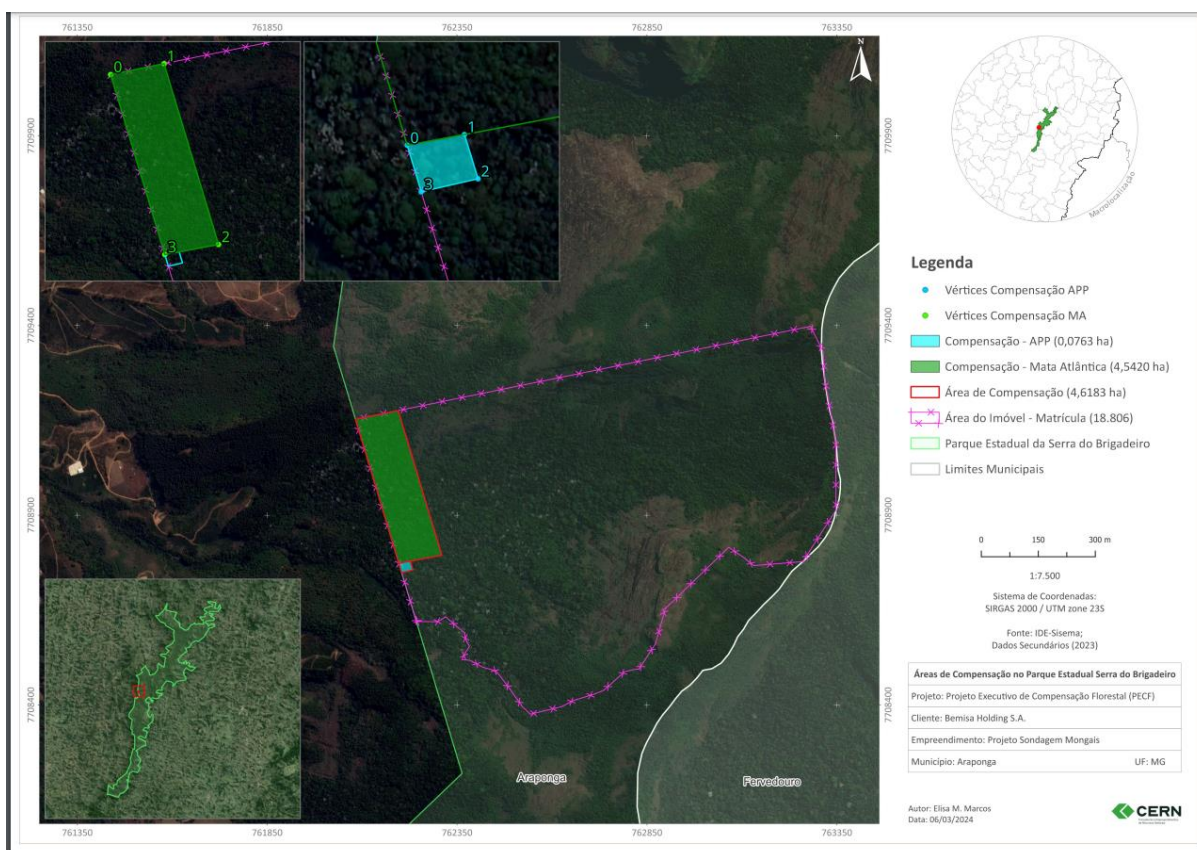 761350 761850 762350 762850 763350
7709900
7709400
7708900
7708400
7709900
7709400
7708900
7708400
0
1
2
3
0
1
2
3
N
Araponga
Fervedouro
761350 761850 762350 762850 763350
Macrolocalização
Legenda
Vértices Compensação APP
Vértices Compensação MA
Compensação - APP (0,0763 ha)
Compensação - Mata Atlântica (4,5420 ha)
Área de Compensação (4,6183 ha)
Área do Imóvel - Matrícula (18.806)
Parque Estadual da Serra do Brigadeiro
Limites Municipais
0 150 300 m
1:7.500
Sistema de Coordenadas:
SIRGAS 2000 / UTM zone 23S
Fonte: IDE-Sisema;
Dados Secundários (2023)
Áreas de Compensação no Parque Estadual Serra do Brigadeiro
Projeto: Projeto Executivo de Compensação Florestal (PECF)
Cliente: Bemisa Holding S.A.
Empreendimento: Projeto Sondagem Mongais
Município: Araponga UF: MG
Autor: Elisa M. Marcos
Data: 06/03/2024
CERN